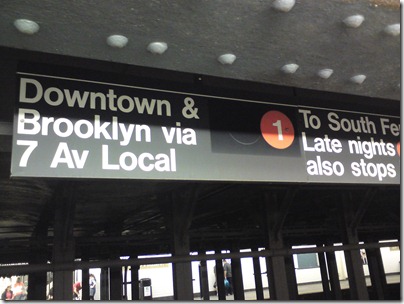 Downtown &
Brooklyn via
7 Av Local
1
To South Fe
Late nights
also stops